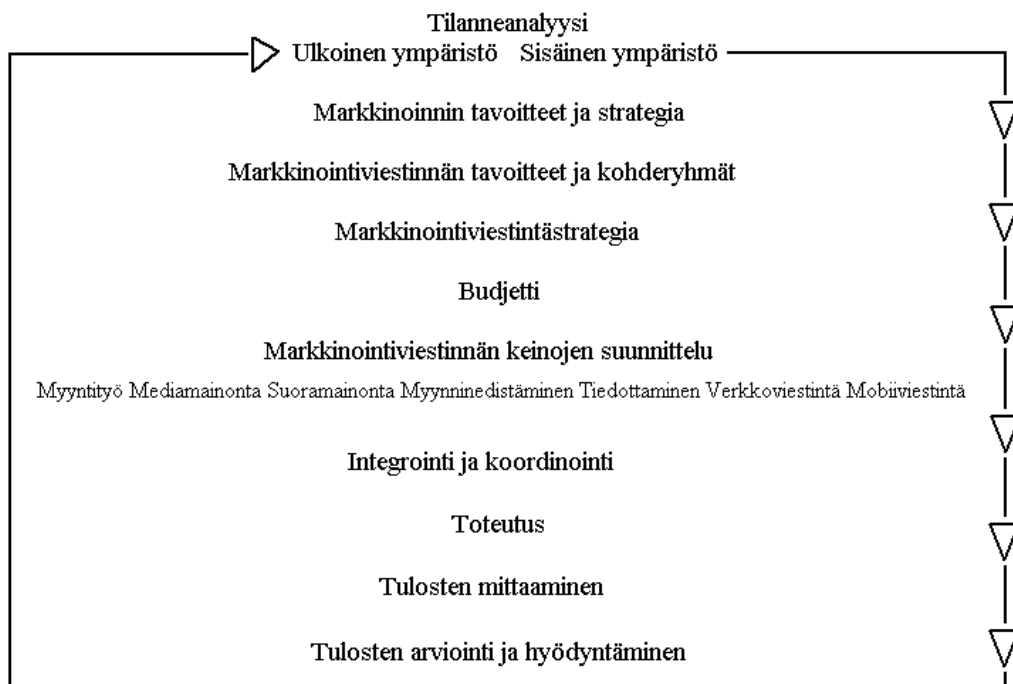 Tilanneanalyysi
Ulkoinen ympäristö Sisäinen ympäristö
Markkinoinnin tavoitteet ja strategia
Markkinointiviestinnän tavoitteet ja kohderyhmät
Markkinointiviestintästrategia
Budjetti
Markkinointiviestinnän keinojen suunnittelu
Myyntityö Mediamainonta Suoramainonta Myynninedistäminen Tiedottaminen Verkkoviestintä Mobiiviestintä
Integrointi ja koordinointi
Toteutus
Tulosten mittaaminen
Tulosten arviointi ja hyödyntäminen